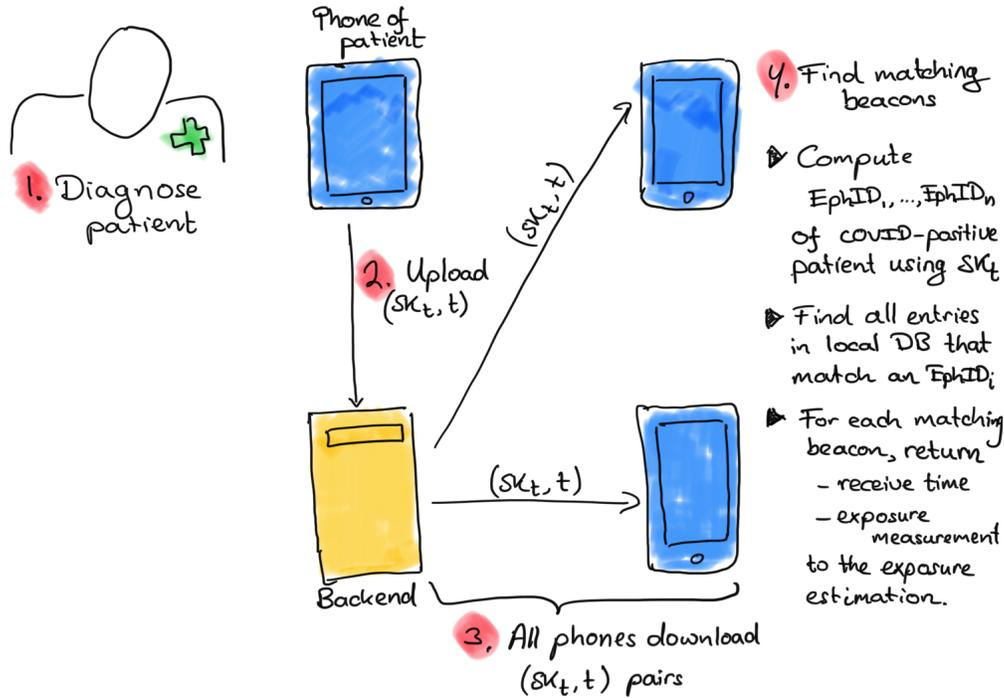 Phone of
patient
1. Diagnose
patient
2. Upload
(SKt, t)
(SKt, t)
(SKt, t)
Backend
3. All phones download
(SKt, t) pairs
4. Find matching
beacons
▶ Compute
EphID1,...,EphIDn
of COVID-positive
patient using SKt
▶ Find all entries
in local DB that
match an EphIDi
▶ For each matching
beacon, return
- receive time
- exposure
measurement
to the exposure
estimation.